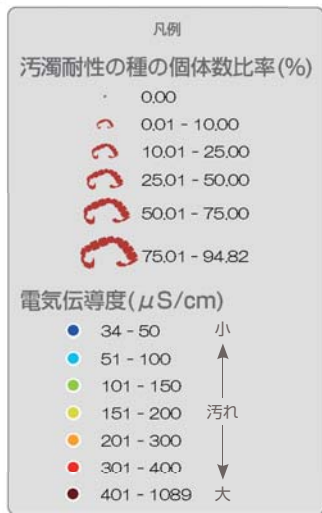 凡例
汚濁耐性の種の個体数比率(%)
0.00
0.01 - 10.00
10.01 - 25.00
25.01 - 50.00
50.01 - 75.00
75.01 - 94.82
電気伝導度(μS/cm)
34 - 50 小
51 - 100
101 - 150
151 - 200 汚れ
201 - 300
301 - 400
401 - 1089 大